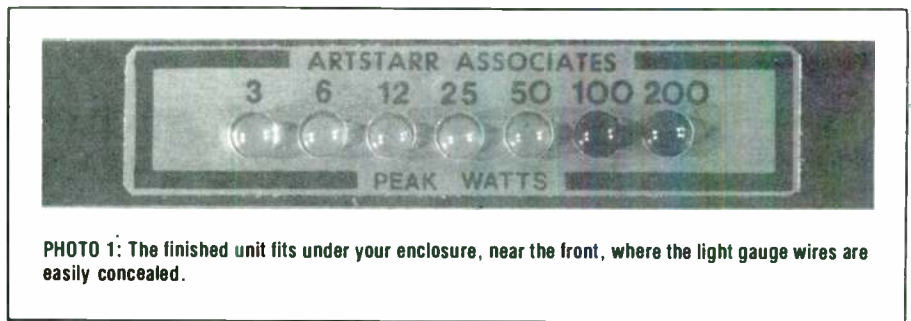 ARTSTARR ASSOCIATES
3 6 12 25 50 100 200
PEAK WATTS
PHOTO 1: The finished unit fits under your enclosure, near the front, where the light gauge wires are
easily concealed.